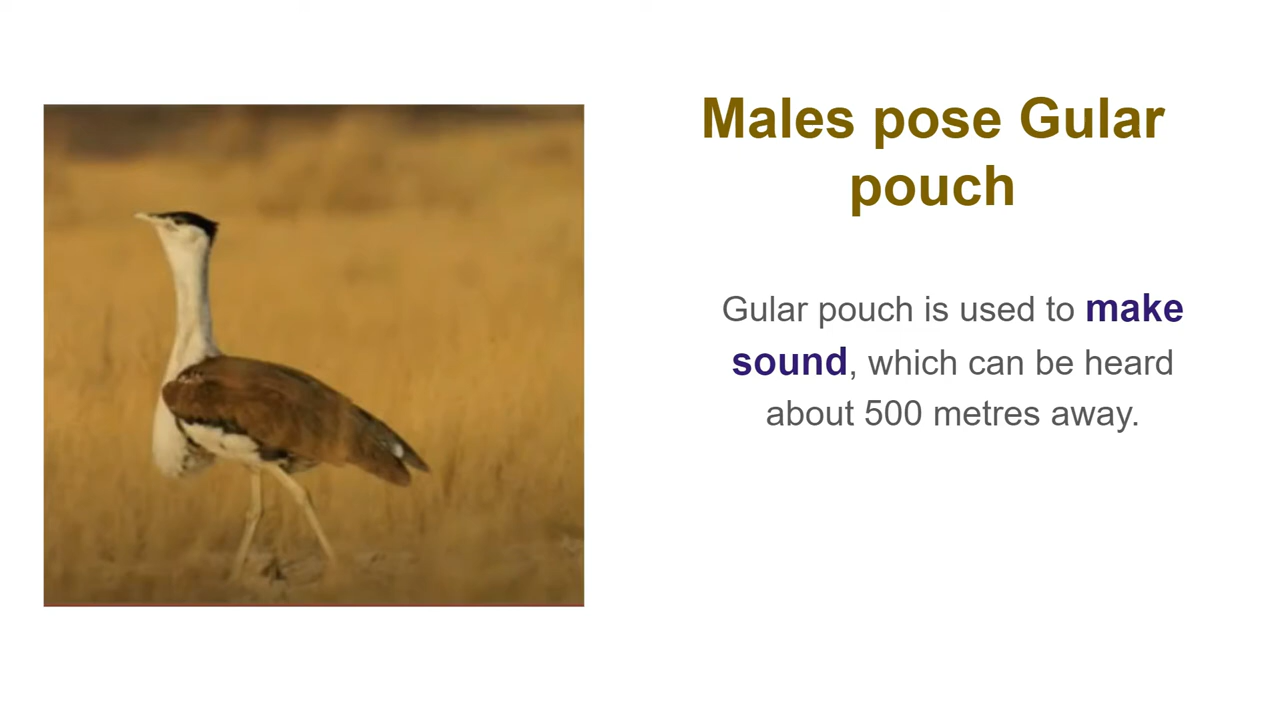 Males pose Gular
pouch
Gular pouch is used to make
sound, which can be heard
about 500 metres away.